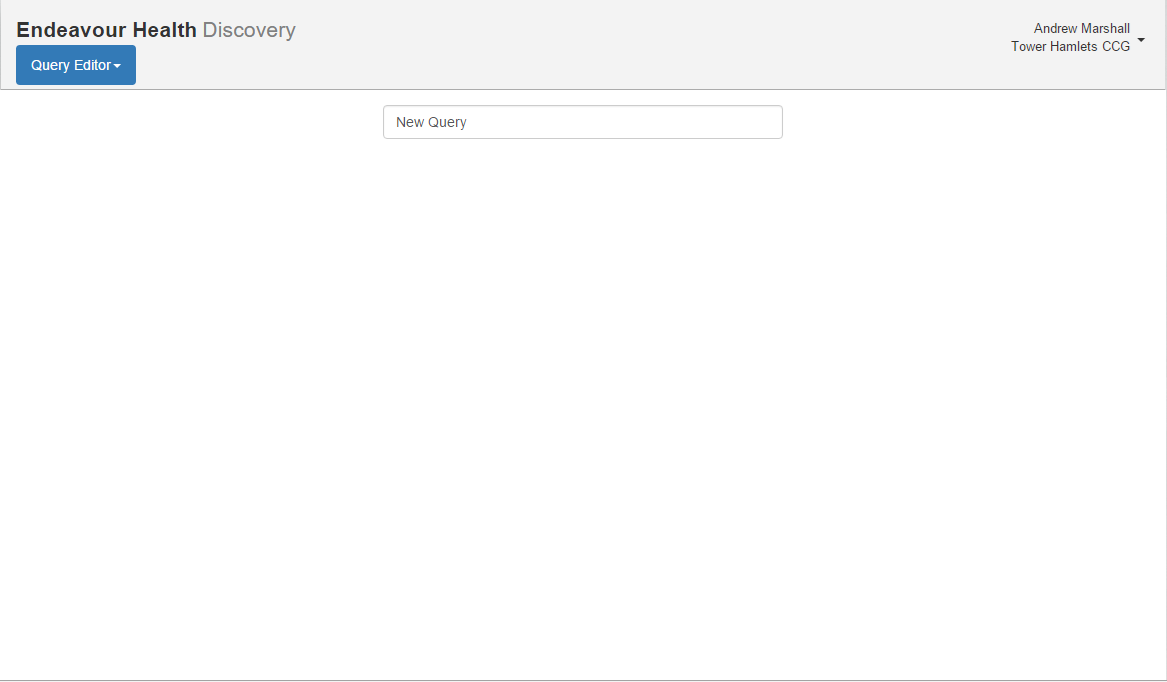 Endeavour Health Discovery
Andrew Marshall
Tower Hamlets CCG
Query Editor
New Query